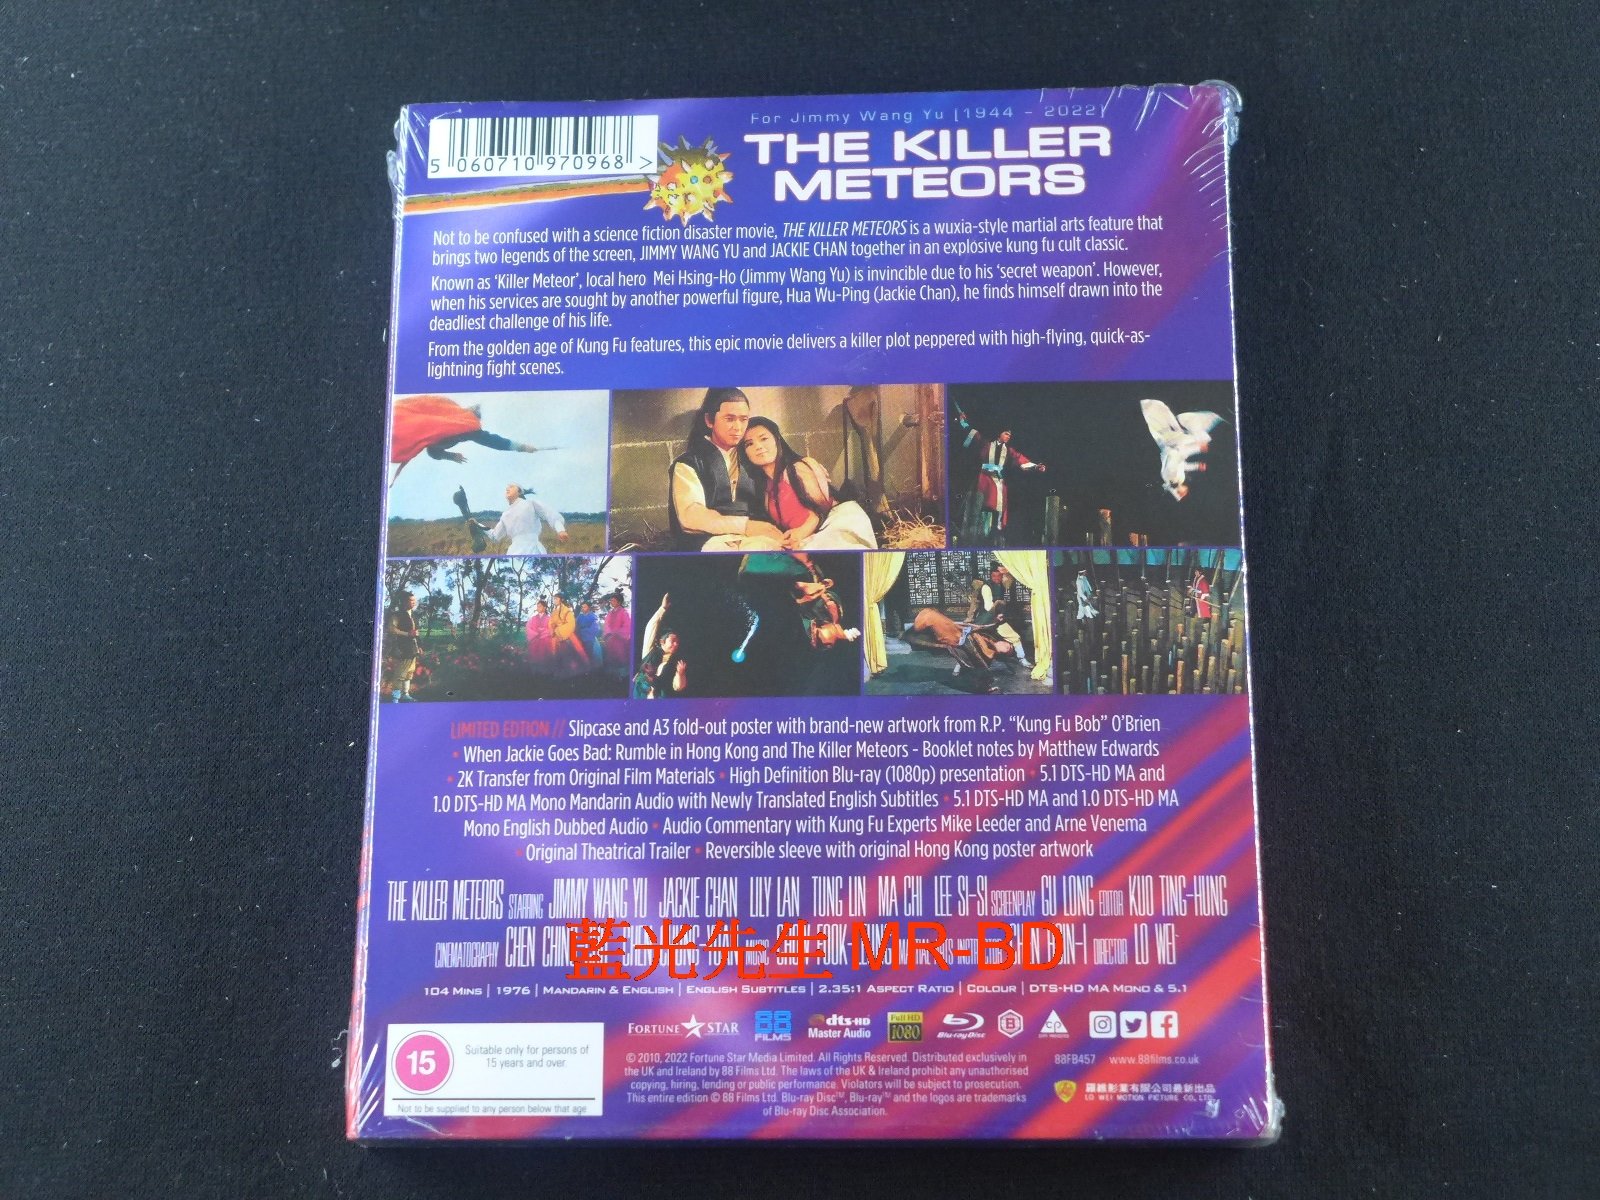 5 060710 970968 >
For Jimmy Wang Yu [1944 - 2022]
THE KILLER
METEORS
Not to be confused with a science fiction disaster movie, THE KILLER METEORS is a wuxia-style martial arts feature that
brings two legends of the screen, JIMMY WANG YU and JACKIE CHAN together in an explosive kung fu cult classic.
Known as ‘Killer Meteor’, local hero Mei Hsing-Ho (Jimmy Wang Yu) is invincible due to his ‘secret weapon’. However,
when his services are sought by another powerful figure, Hua Wu-Ping (Jackie Chan), he finds himself drawn into the
deadliest challenge of his life.
From the golden age of Kung Fu features, this epic movie delivers a killer plot peppered with high-flying, quick-as-
lightning fight scenes.
LIMITED EDITION // Slipcase and A3 fold-out poster with brand-new artwork from R.P. “Kung Fu Bob” O’Brien
• When Jackie Goes Bad: Rumble in Hong Kong and The Killer Meteors - Booklet notes by Matthew Edwards
• 2K Transfer from Original Film Materials • High Definition Blu-ray (1080p) presentation • 5.1 DTS-HD MA and
1.0 DTS-HD MA Mono Mandarin Audio with Newly Translated English Subtitles • 5.1 DTS-HD MA and 1.0 DTS-HD MA
Mono English Dubbed Audio • Audio Commentary with Kung Fu Experts Mike Leeder and Arne Venema
• Original Theatrical Trailer • Reversible sleeve with original Hong Kong poster artwork
THE KILLER METEORS STARRING JIMMY WANG YU JACKIE CHAN LILY LAN TUNG LIN MA CHI LEE SI-SI SCREENPLAY GU LONG EDITOR KUO TING-HUNG
CINEMATOGRAPHY CHEN DIRECTOR LO WEI
藍光先生 MR-BD
104 MINS | 1976 | MANDARIN & ENGLISH | ENGLISH SUBTITLES | 2.35:1 ASPECT RATIO | COLOUR | DTS-HD MA MONO & 5.1
FORTUNE STAR 88 FILMS dts-HD Master Audio Full HD 1080 Blu-ray Disc B cp
15
Suitable only for persons of
15 years and over.
Not to be supplied to any person below that age
© 2010, 2022 Fortune Star Media Limited. All Rights Reserved. Distributed exclusively in
the UK and Ireland by 88 Films Ltd. The laws of the UK & Ireland prohibit any unauthorised
copying, hiring, lending or public performance. Violators will be subject to prosecution.
This entire edition © 88 Films Ltd. Blu-ray Disc™, Blu-ray™ and the logos are trademarks
of Blu-ray Disc Association.
88FB457 www.88films.co.uk
羅維影業有限公司最新出品
LO WEI MOTION PICTURE CO., LTD.